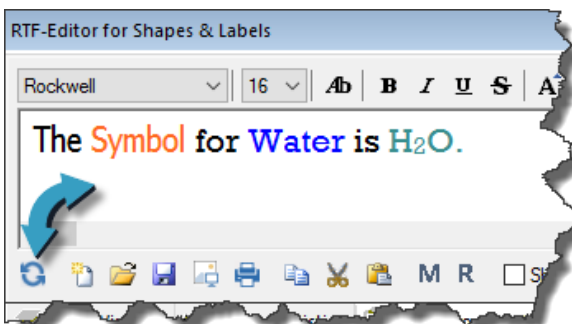 RTF-Editor for Shapes & Labels
Rockwell 16 Ab B I U S A
The Symbol for Water is H₂O.
M R